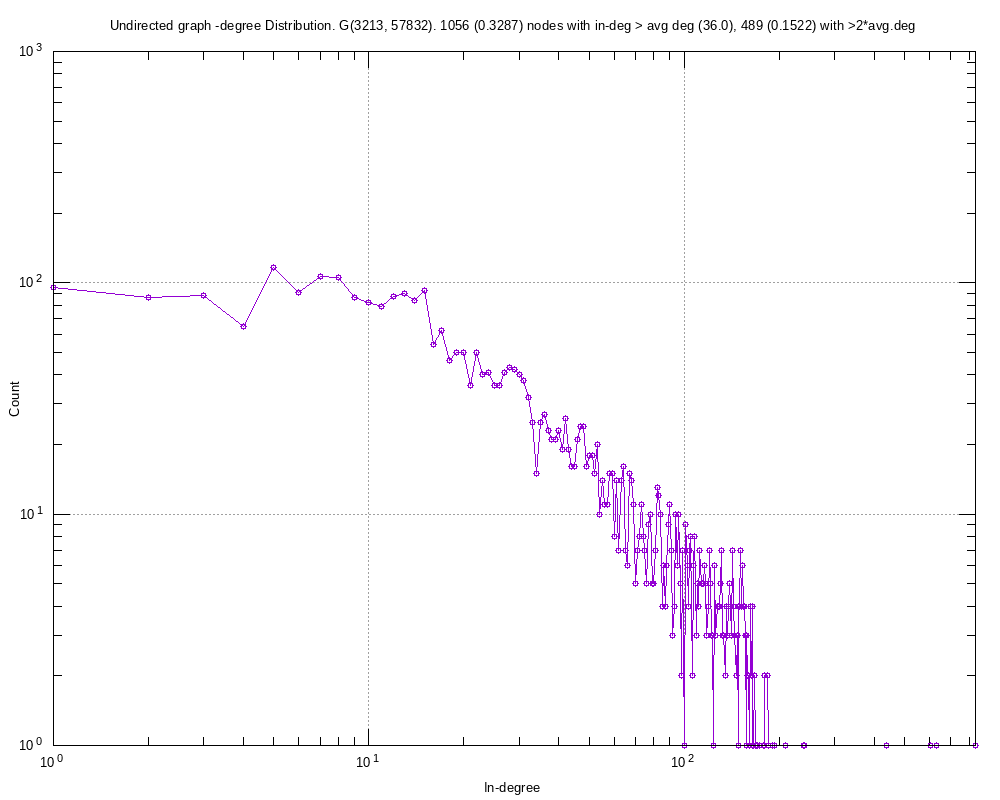 Undirected graph -degree Distribution. G(3213, 57832). 1056 (0.3287) nodes with in-deg > avg deg (36.0), 489 (0.1522) with >2*avg.deg
10^3
10^2
10^1
10^0
Count
10^0 10^1 10^2
In-degree